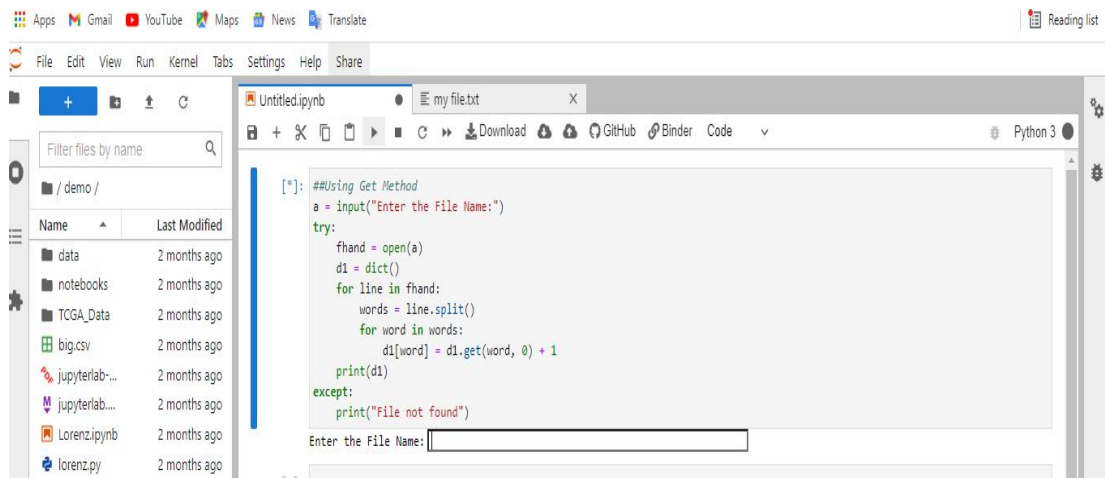 Apps Gmail YouTube Maps News Translate Reading list
File Edit View Run Kernel Tabs Settings Help Share
Untitled.ipynb my file.txt
Download GitHub Binder Code Python 3
Filter files by name
/ demo /
Name Last Modified
data 2 months ago
notebooks 2 months ago
TCGA_Data 2 months ago
big.csv 2 months ago
jupyterlab-... 2 months ago
jupyterlab.... 2 months ago
Lorenz.ipynb 2 months ago
lorenz.py 2 months ago
[*]: ##Using Get Method
a = input("Enter the File Name:")
try:
    fhand = open(a)
    d1 = dict()
    for line in fhand:
        words = line.split()
        for word in words:
            d1[word] = d1.get(word, 0) + 1
    print(d1)
except:
    print("File not found")
Enter the File Name: